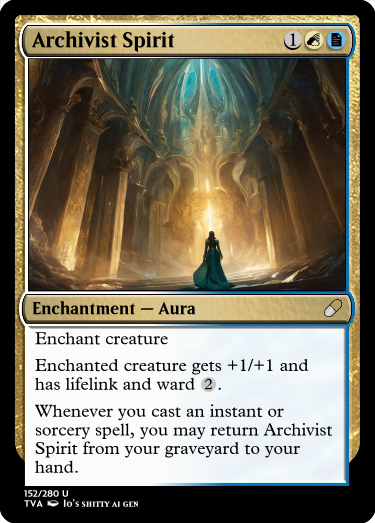 Archivist Spirit 1
Enchantment — Aura
Enchant creature
Enchanted creature gets +1/+1 and
has lifelink and ward 2.
Whenever you cast an instant or
sorcery spell, you may return Archivist
Spirit from your graveyard to your
hand.
152/280 U
TVA Io's shitty ai gen